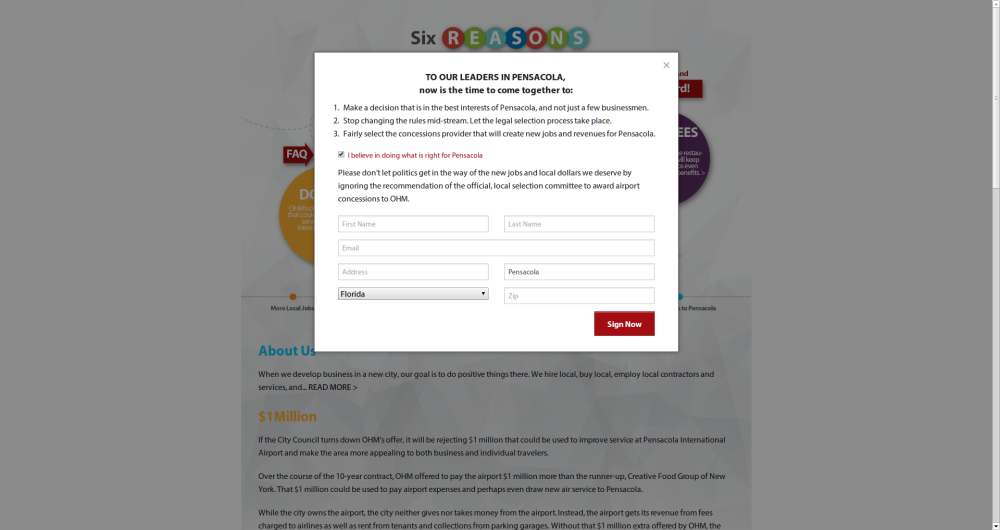 Six REASONS
×
TO OUR LEADERS IN PENSACOLA,
now is the time to come together to:
1. Make a decision that is in the best interests of Pensacola, and not just a few businessmen.
2. Stop changing the rules mid-stream. Let the legal selection process take place.
3. Fairly select the concessions provider that will create new jobs and revenues for Pensacola.
I believe in doing what is right for Pensacola
Please don't let politics get in the way of the new jobs and local dollars we deserve by
ignoring the recommendation of the official, local selection committee to award airport
concessions to OHM.
First Name
Last Name
Email
Address
Pensacola
Florida
Zip
Sign Now
FAQ
More Local Jobs
to Pensacola
About Us
When we develop business in a new city, our goal is to do positive things there. We hire local, buy local, employ local contractors and
services, and... READ MORE >
$1Million
If the City Council turns down OHM's offer, it will be rejecting $1 million that could be used to improve service at Pensacola International
Airport and make the area more appealing to both business and individual travelers.
Over the course of the 10-year contract, OHM offered to pay the airport $1 million more than the runner-up, Creative Food Group of New
York. That $1 million could be used to pay airport expenses and perhaps even draw new air service to Pensacola.
While the city owns the airport, the city neither gives nor takes money from the airport. Instead, the airport gets its revenue from fees
charged to airlines as well as rent from tenants and collections from parking garages. Without that $1 million extra offered by OHM, the